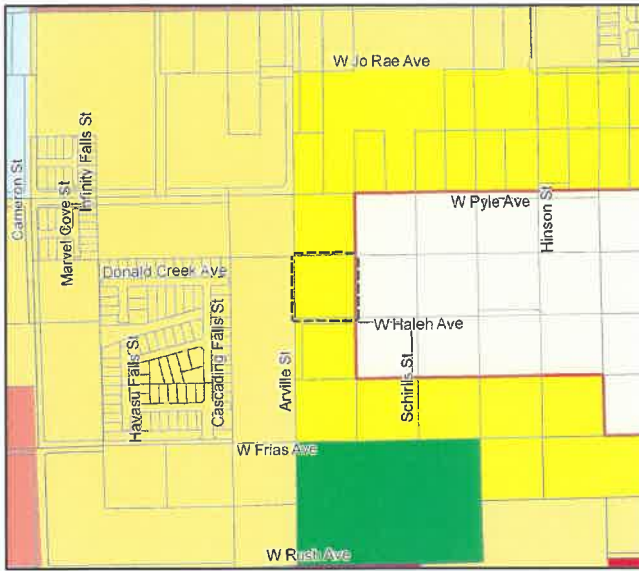 W Jo Rae Ave
Cameron St
Marvel Cove St
Infinity Falls St
W Pyle Ave
Hinson St
Donald Creek Ave
Havasu Falls St
Cascading Falls St
Arville St
W Haleh Ave
Schirlls St
W Frias Ave
W Rush Ave